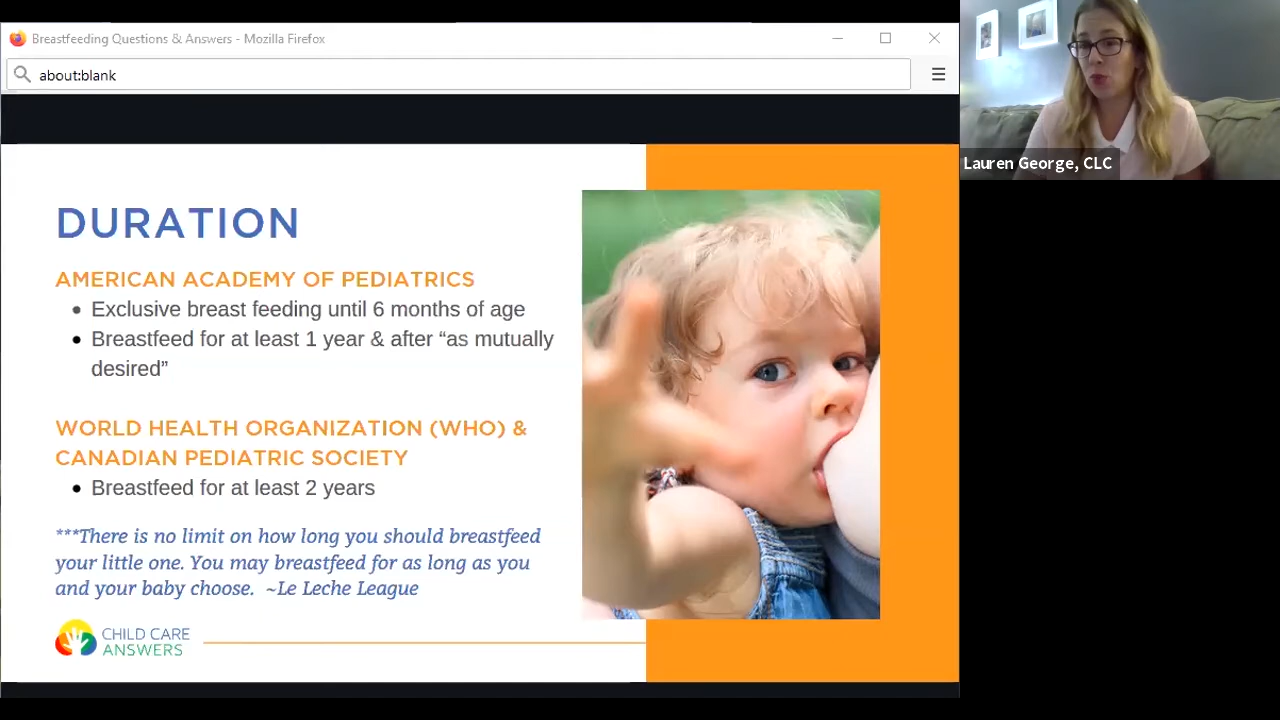 Breastfeeding Questions & Answers - Mozilla Firefox
about:blank
Lauren George, CLC
DURATION
AMERICAN ACADEMY OF PEDIATRICS
Exclusive breast feeding until 6 months of age
Breastfeed for at least 1 year & after “as mutually
desired”
WORLD HEALTH ORGANIZATION (WHO) &
CANADIAN PEDIATRIC SOCIETY
Breastfeed for at least 2 years
***There is no limit on how long you should breastfeed
your little one. You may breastfeed for as long as you
and your baby choose. ~Le Leche League
CHILD CARE
ANSWERS